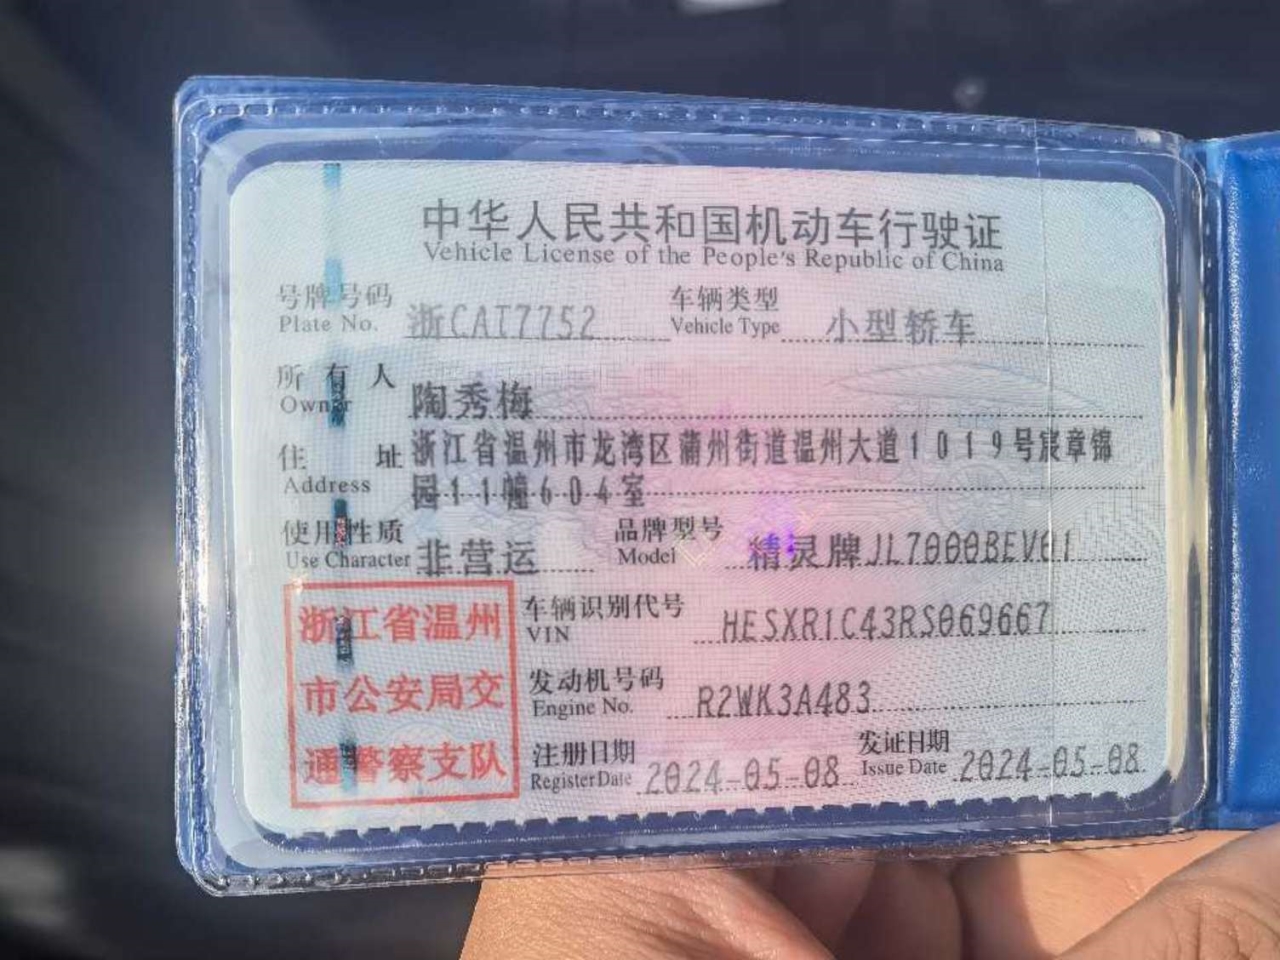 中华人民共和国机动车行驶证
Vehicle License of the People's Republic of China
号牌号码 浙CAT7752 车辆类型 小型轿车
Plate No. Vehicle Type
所有人 陶秀梅
Owner
住址 浙江省温州市龙湾区蒲州街道温州大道1019号宸章锦
Address 园11幢604室
使用性质 非营运 品牌型号 精灵牌JL7000BEV01
Use Character Model
浙江省温州 车辆识别代号 HESXR1C43RS069667
VIN
市公安局交 发动机号码 R2WK3A483
Engine No.
通警察支队 注册日期 2024-05-08 发证日期 2024-05-08
Register Date Issue Date